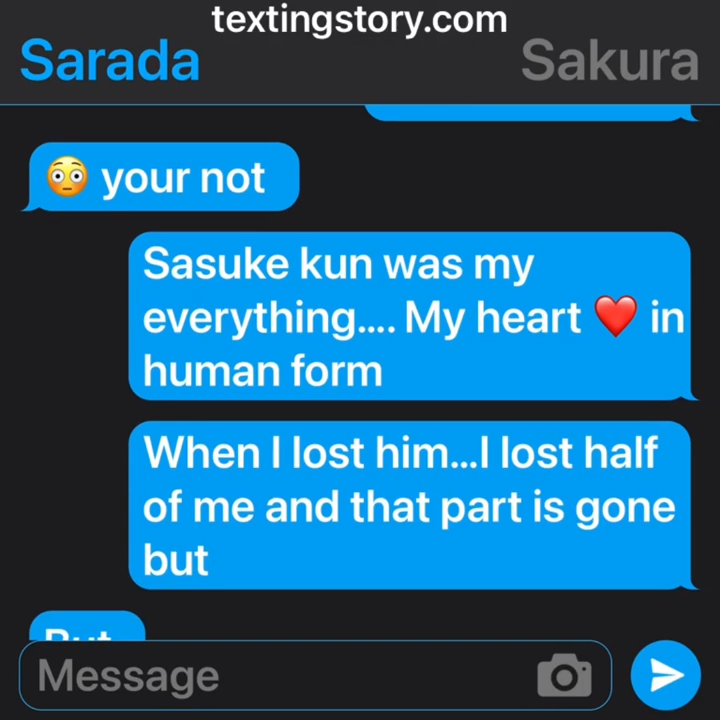 textingstory.com
Sarada Sakura
😳 your not
Sasuke kun was my
everything.... My heart ❤️ in
human form
When I lost him...I lost half
of me and that part is gone
but
But
Message